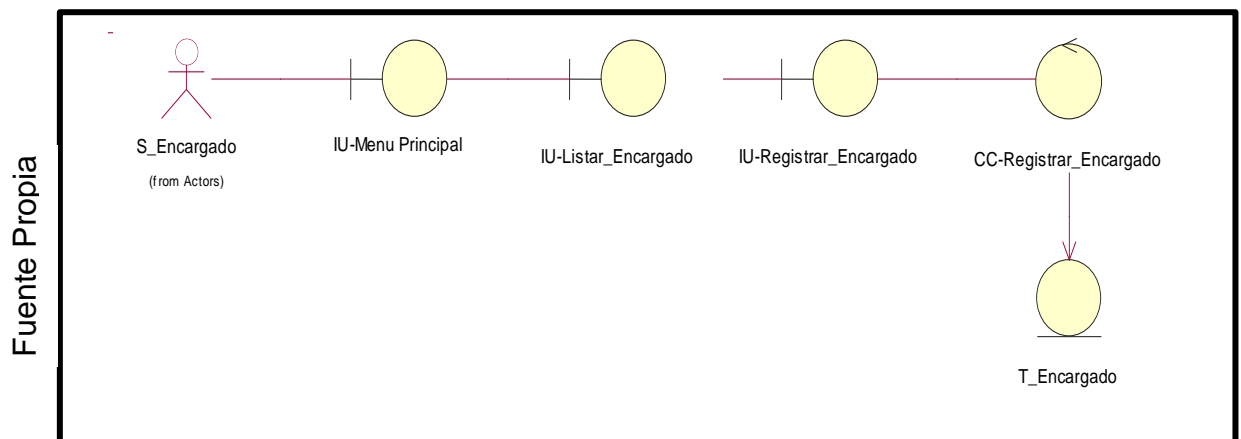 Fuente Propia
S_Encargado
(from Actors)
IU-Menu Principal
IU-Listar_Encargado
IU-Registrar_Encargado
CC-Registrar_Encargado
T_Encargado